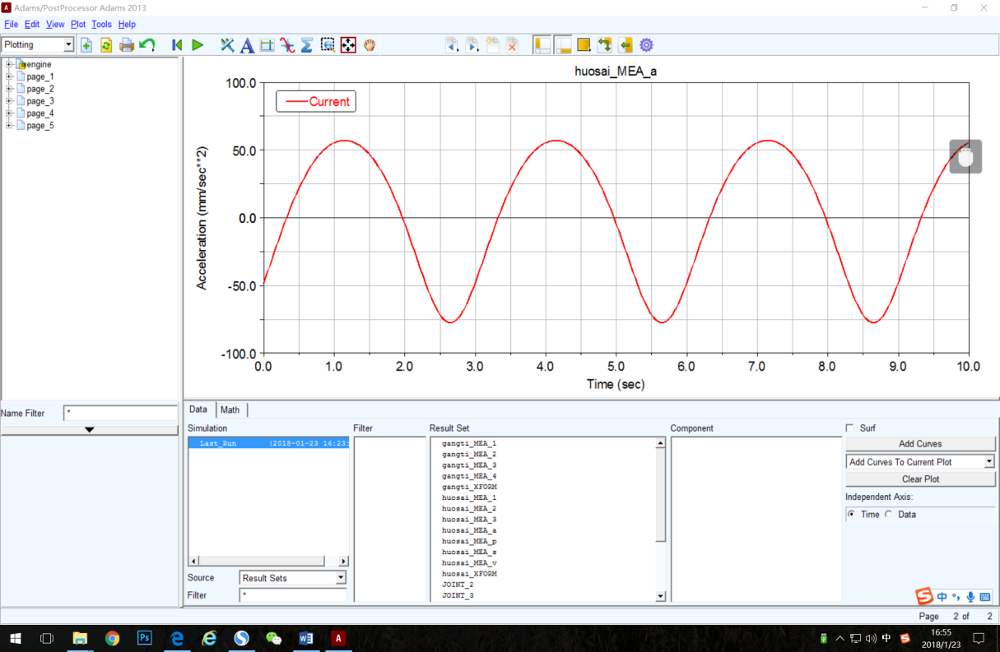 A Adams/PostProcessor Adams 2013
File Edit View Plot Tools Help
Plotting
engine
page_1
page_2
page_3
page_4
page_5
huosai_MEA_a
Current
100.0
50.0
0.0
-50.0
-100.0
Acceleration (mm/sec**2)
0.0 1.0 2.0 3.0 4.0 5.0 6.0 7.0 8.0 9.0 10.0
Time (sec)
Name Filter *
Data Math
Simulation Filter Result Set Component Surf
Last_Run (2018-01-23 16:23:
gangti_MEA_1
gangti_MEA_2
gangti_MEA_3
gangti_MEA_4
gangti_XFORM
huosai_MEA_1
huosai_MEA_2
huosai_MEA_3
huosai_MEA_a
huosai_MEA_p
huosai_MEA_s
huosai_MEA_v
huosai_XFORM
JOINT_2
JOINT_3
Source Result Sets
Filter *
Add Curves
Add Curves To Current Plot
Clear Plot
Independent Axis:
Time Data
S 中
Page 2 of 2
Ps
W
A
中 S
16:55
2018/1/23